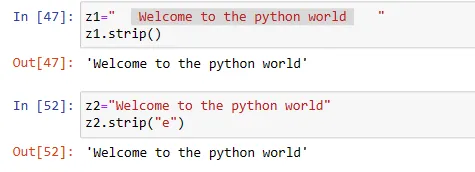 In [47]: z1="   Welcome to the python world    "
z1.strip()
Out[47]: 'Welcome to the python world'
In [52]: z2="Welcome to the python world"
z2.strip("e")
Out[52]: 'Welcome to the python world'